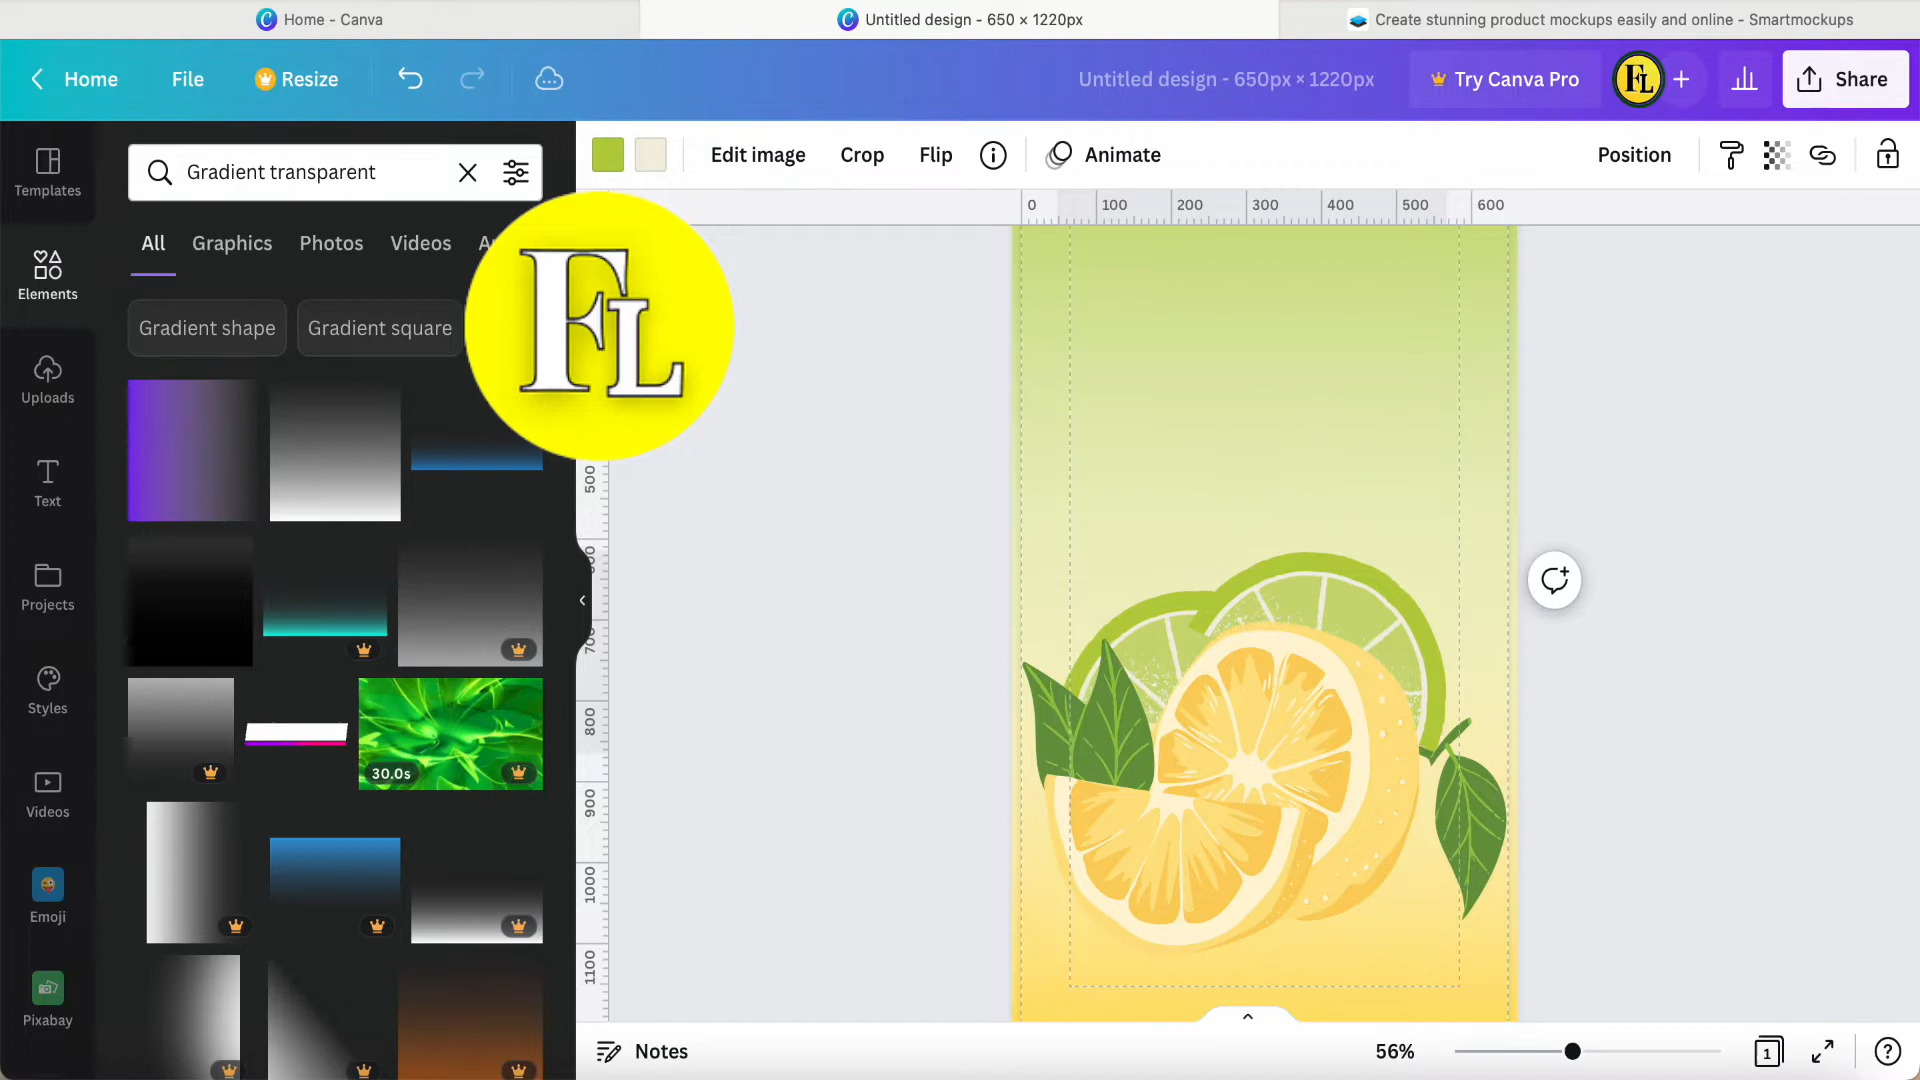 Home - Canva
Untitled design - 650 × 1220px
Create stunning product mockups easily and online - Smartmockups
Home
File
Resize
Untitled design - 650px × 1220px
Try Canva Pro
FL
Share
Templates
Elements
Uploads
Text
Projects
Styles
Videos
Emoji
Pixabay
Gradient transparent
All
Graphics
Photos
Videos
Gradient shape
Gradient square
FL
30.0s
Edit image
Crop
Flip
Animate
Position
0 100 200 300 400 500 600
500
700
800
900
1000
1100
Notes
56%
1